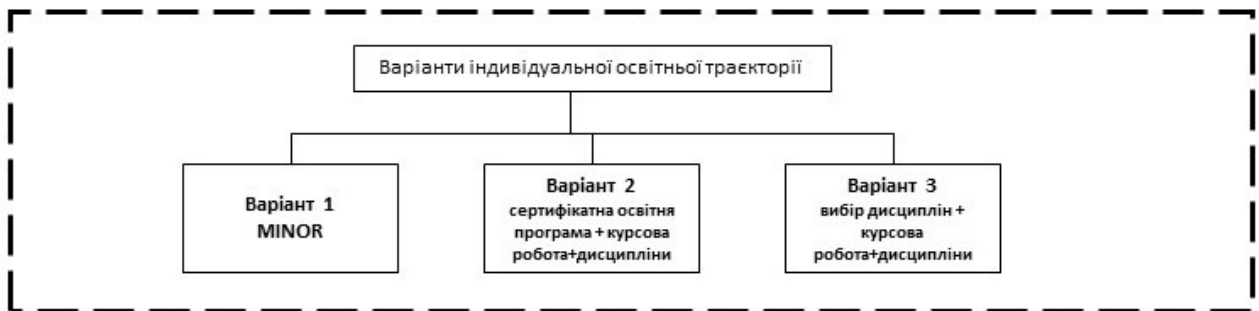 Варіанти індивідуальної освітньої траєкторії
Варіант 1
MINOR
Варіант 2
сертифікатна освітня
програма + курсова
робота+дисципліни
Варіант 3
вибір дисциплін +
курсова
робота+дисципліни